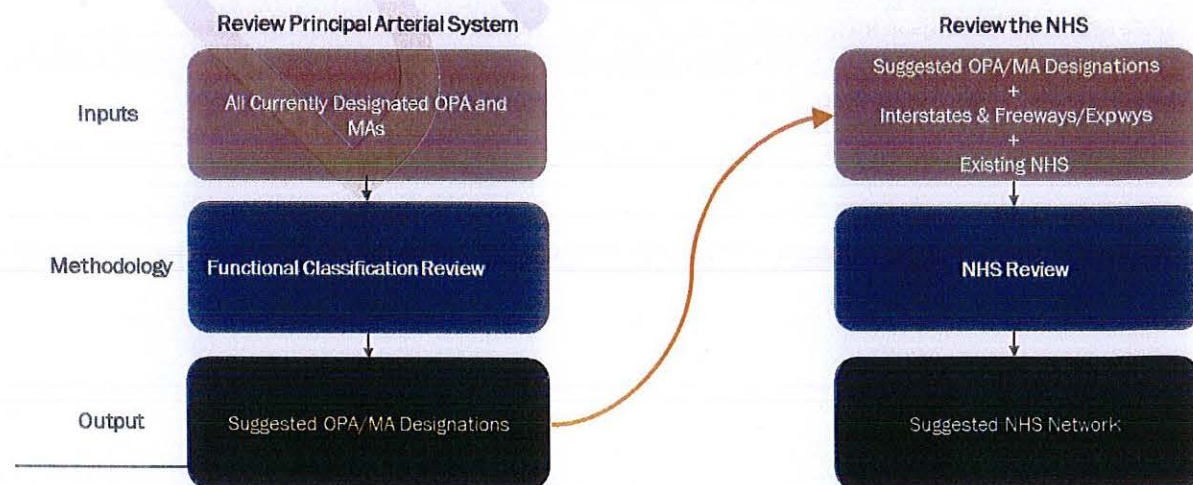 Review Principal Arterial System
Review the NHS
Inputs
All Currently Designated OPA and
MAs
Suggested OPA/MA Designations
+
Interstates & Freeways/Expwys
+
Existing NHS
Methodology
Functional Classification Review
NHS Review
Output
Suggested OPA/MA Designations
Suggested NHS Network